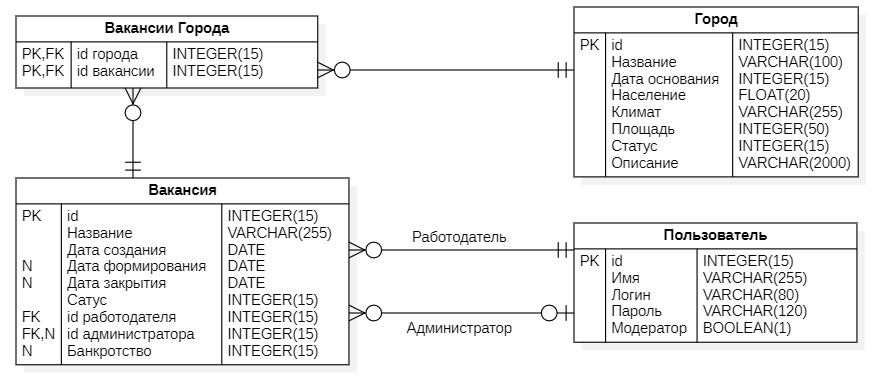 Вакансии Города
PK,FK id города INTEGER(15)
PK,FK id вакансии INTEGER(15)
Город
PK id INTEGER(15)
Название VARCHAR(100)
Дата основания INTEGER(15)
Население FLOAT(20)
Климат VARCHAR(255)
Площадь INTEGER(50)
Статус INTEGER(15)
Описание VARCHAR(2000)
Вакансия
PK id INTEGER(15)
Название VARCHAR(255)
Дата создания DATE
N Дата формирования DATE
N Дата закрытия DATE
Сатус INTEGER(15)
FK id работодателя INTEGER(15)
FK,N id администратора INTEGER(15)
N Банкротство INTEGER(15)
Работодатель
Администратор
Пользователь
PK id INTEGER(15)
Имя VARCHAR(255)
Логин VARCHAR(80)
Пароль VARCHAR(120)
Модератор BOOLEAN(1)